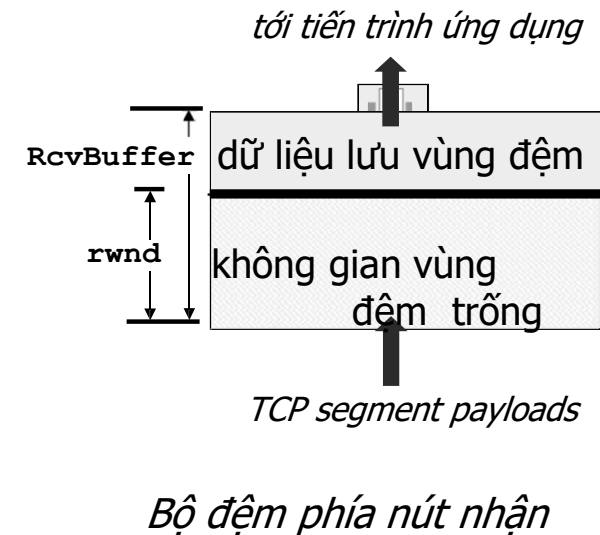 tới tiến trình ứng dụng
RcvBuffer
dữ liệu lưu vùng đệm
rwnd
không gian vùng
đệm trống
TCP segment payloads
Bộ đệm phía nút nhận